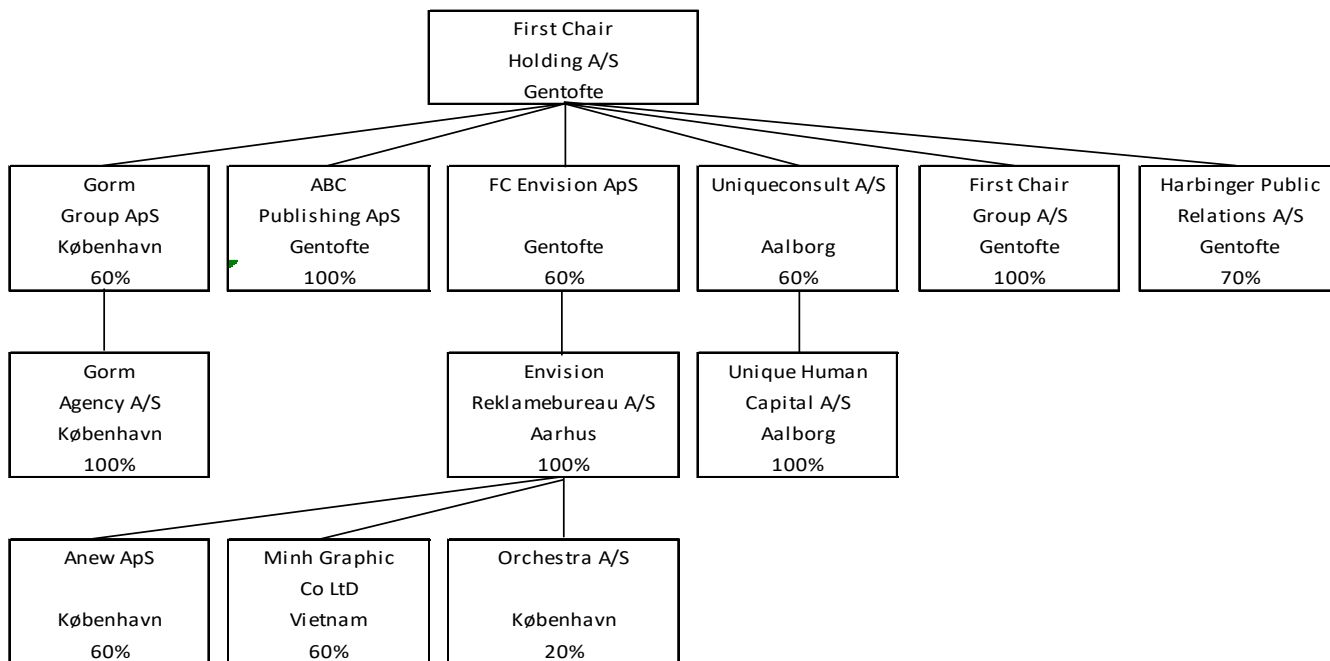 First Chair
Holding A/S
Gentofte
Gorm
Group ApS
København
60%
ABC
Publishing ApS
Gentofte
100%
FC Envision ApS
Gentofte
60%
Uniqueconsult A/S
Aalborg
60%
First Chair
Group A/S
Gentofte
100%
Harbinger Public
Relations A/S
Gentofte
70%
Gorm
Agency A/S
København
100%
Envision
Reklamebureau A/S
Aarhus
100%
Unique Human
Capital A/S
Aalborg
100%
Anew ApS
København
60%
Minh Graphic
Co LtD
Vietnam
60%
Orchestra A/S
København
20%